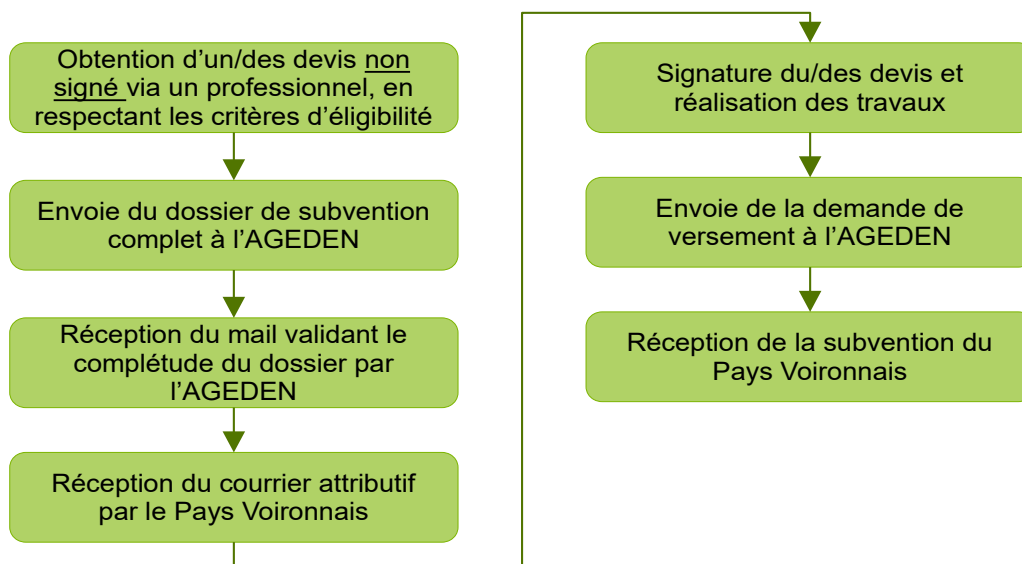 Obtention d'un/des devis non
signé via un professionnel, en
respectant les critères d'éligibilité
Envoie du dossier de subvention
complet à l'AGEDEN
Réception du mail validant le
complétude du dossier par
l'AGEDEN
Réception du courrier attributif
par le Pays Voironnais
Signature du/des devis et
réalisation des travaux
Envoie de la demande de
versement à l'AGEDEN
Réception de la subvention du
Pays Voironnais